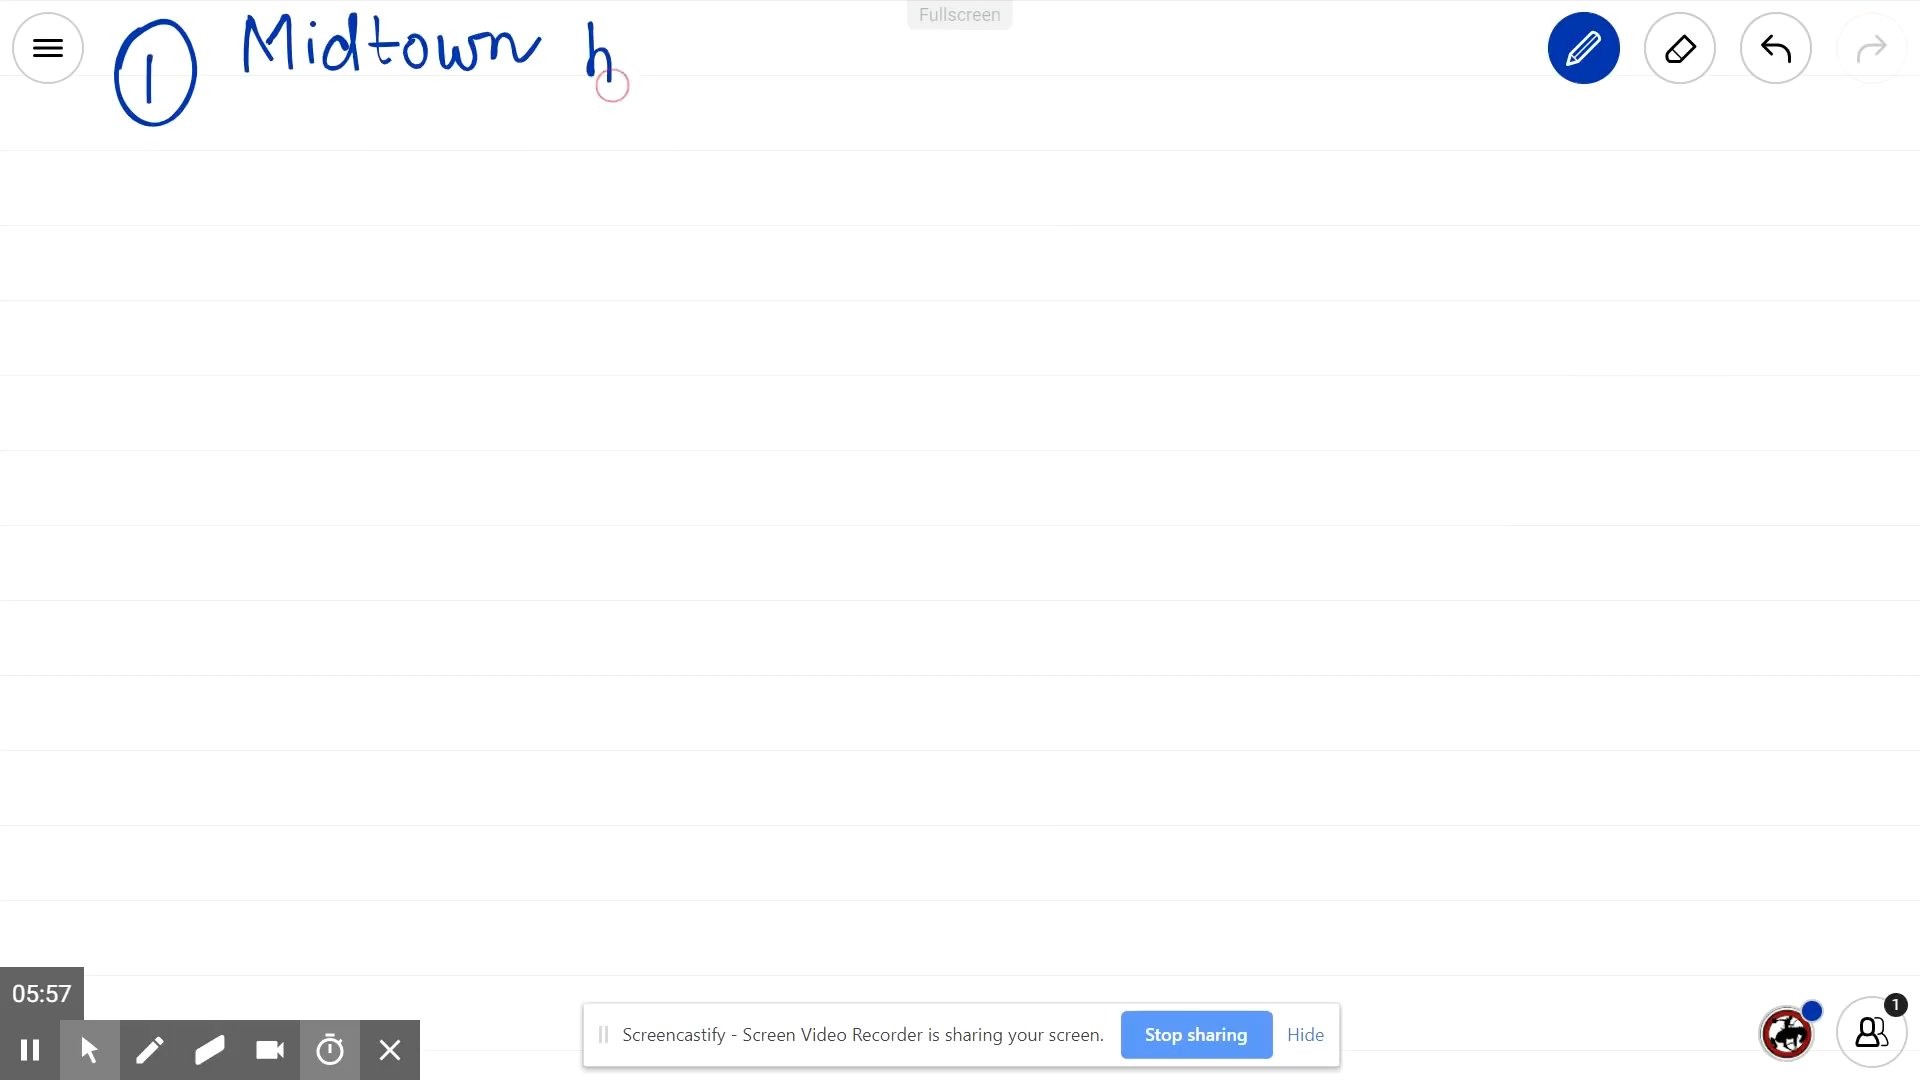 Fullscreen
① Midtown h
05:57
Screencastify - Screen Video Recorder is sharing your screen. Stop sharing Hide
1